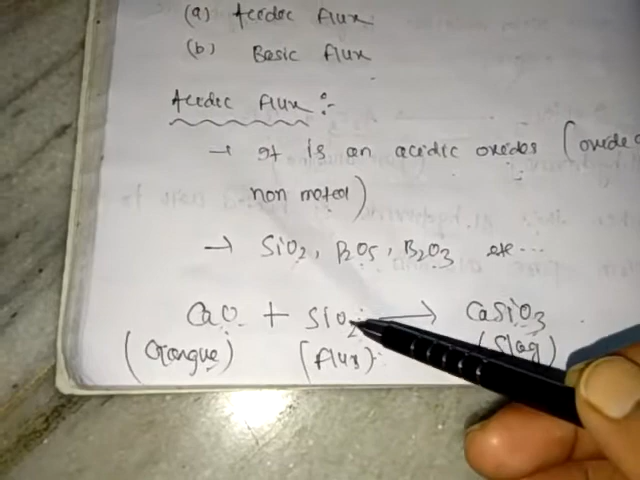 (a) Acidic Flux
(b) Basic Flux
Acidic Flux :-
→ It is an acidic oxides (oxide o
non metal)
→ SiO2, P2O5, B2O3 etc...
CaO + SiO2 → CaSiO3
(Gangue) (Flux) (Slag)